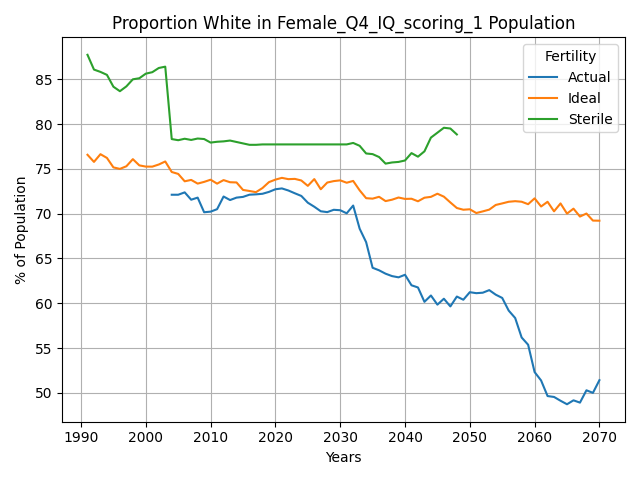 Proportion White in Female_Q4_IQ_scoring_1 Population
Fertility
Actual
Ideal
Sterile
% of Population
85
80
75
70
65
60
55
50
1990
2000
2010
2020
2030
2040
2050
2060
2070
Years